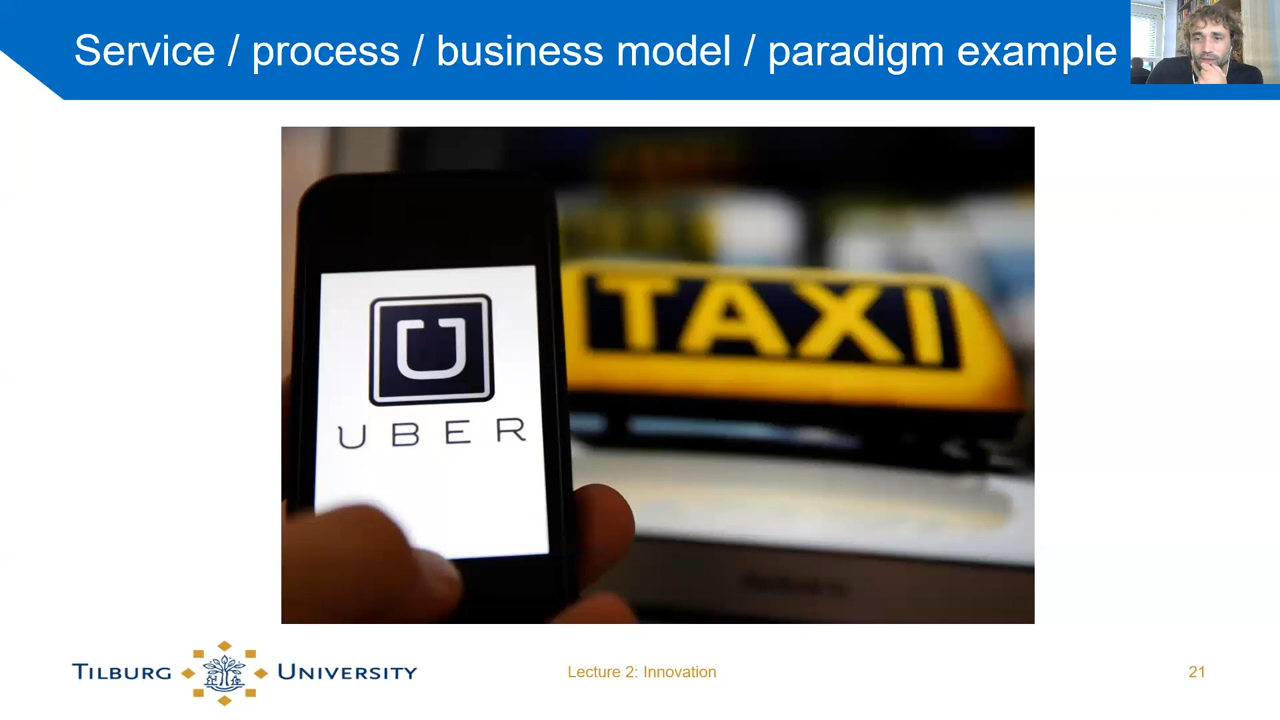 Service / process / business model / paradigm example
U
UBER
TAXI
TILBURG UNIVERSITY
Lecture 2: Innovation
21